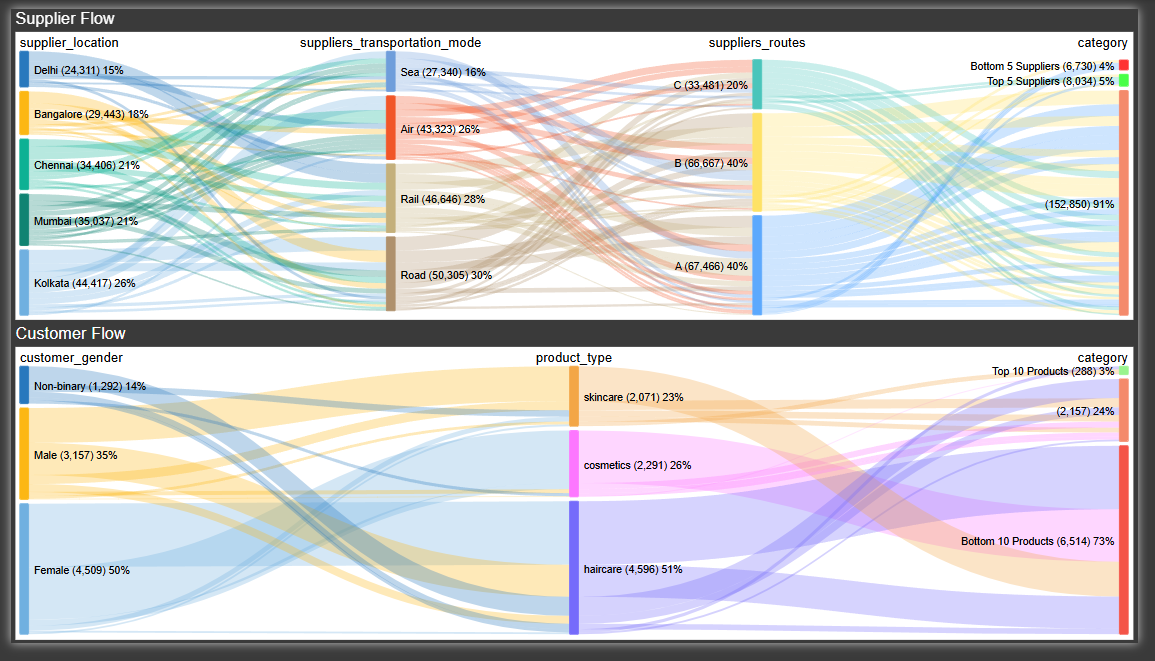 Supplier Flow
supplier_location
suppliers_transportation_mode
suppliers_routes
category
Delhi (24,311) 15%
Bangalore (29,443) 18%
Chennai (34,406) 21%
Mumbai (35,037) 21%
Kolkata (44,417) 26%
Sea (27,340) 16%
Air (43,323) 26%
Rail (46,646) 28%
Road (50,305) 30%
C (33,481) 20%
B (66,667) 40%
A (67,466) 40%
Bottom 5 Suppliers (6,730) 4%
Top 5 Suppliers (8,034) 5%
(152,850) 91%
Customer Flow
customer_gender
product_type
category
Non-binary (1,292) 14%
Male (3,157) 35%
Female (4,509) 50%
skincare (2,071) 23%
cosmetics (2,291) 26%
haircare (4,596) 51%
Top 10 Products (288) 3%
(2,157) 24%
Bottom 10 Products (6,514) 73%